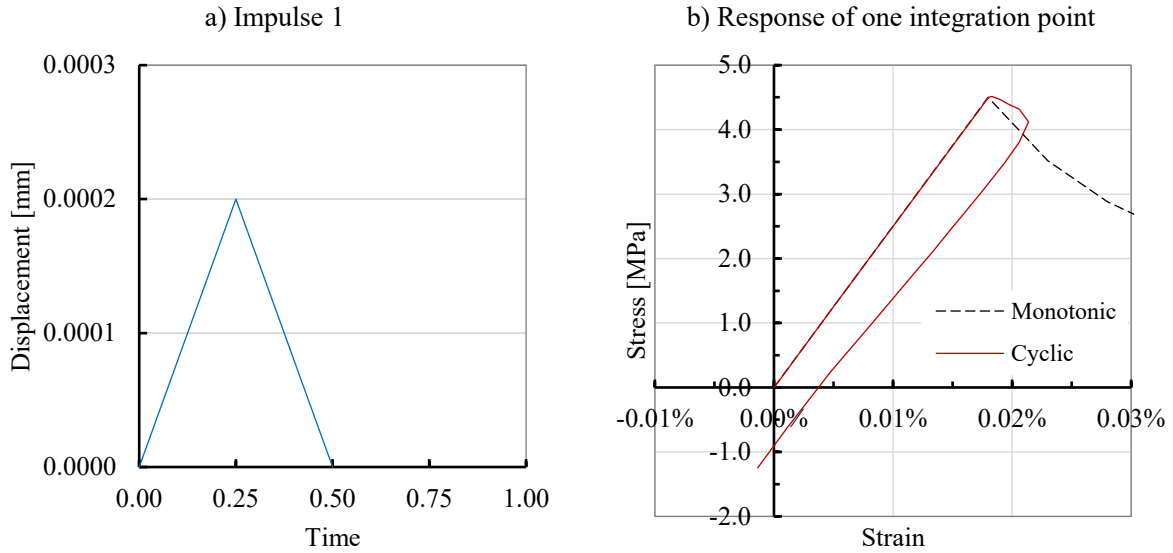 a) Impulse 1
Displacement [mm]
0.0003
0.0002
0.0001
0.0000
0.00 0.25 0.50 0.75 1.00
Time
b) Response of one integration point
Stress [MPa]
5.0
4.0
3.0
2.0
1.0
0.0
-1.0
-2.0
-0.01% 0.00% 0.01% 0.02% 0.03%
Strain
Monotonic
Cyclic